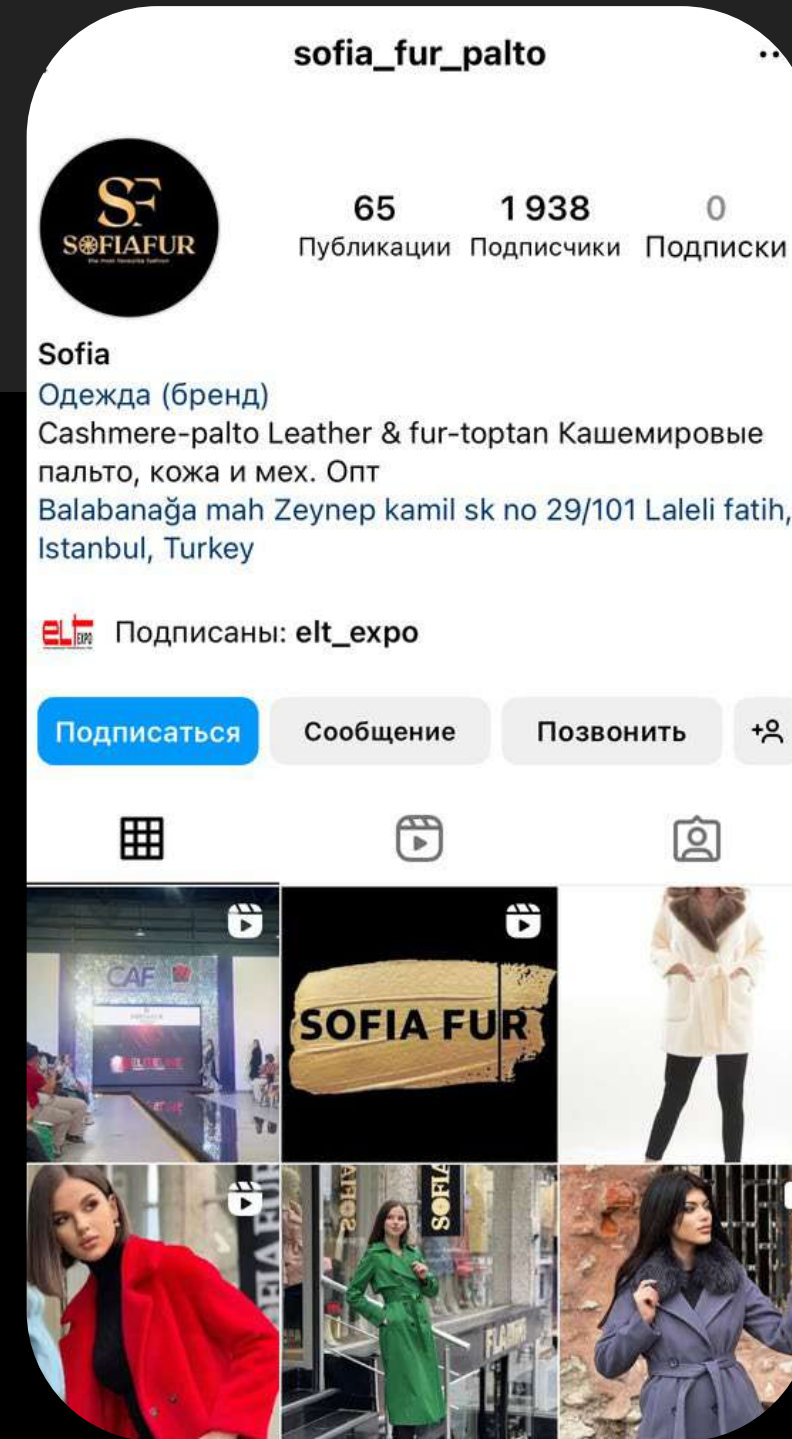 sofia_fur_palto
SF
SOFIAFUR
65 1 938 0
Публикации Подписчики Подписки
Sofia
Одежда (бренд)
Cashmere-palto Leather & fur-toptan Кашемировые
пальто, кожа и мех. Опт
Balabanağa mah Zeynep kamil sk no 29/101 Laleli fatih,
Istanbul, Turkey
eLt EXPO
Подписаны: elt_expo
Подписаться Сообщение Позвонить
CAF
SOFIA FUR